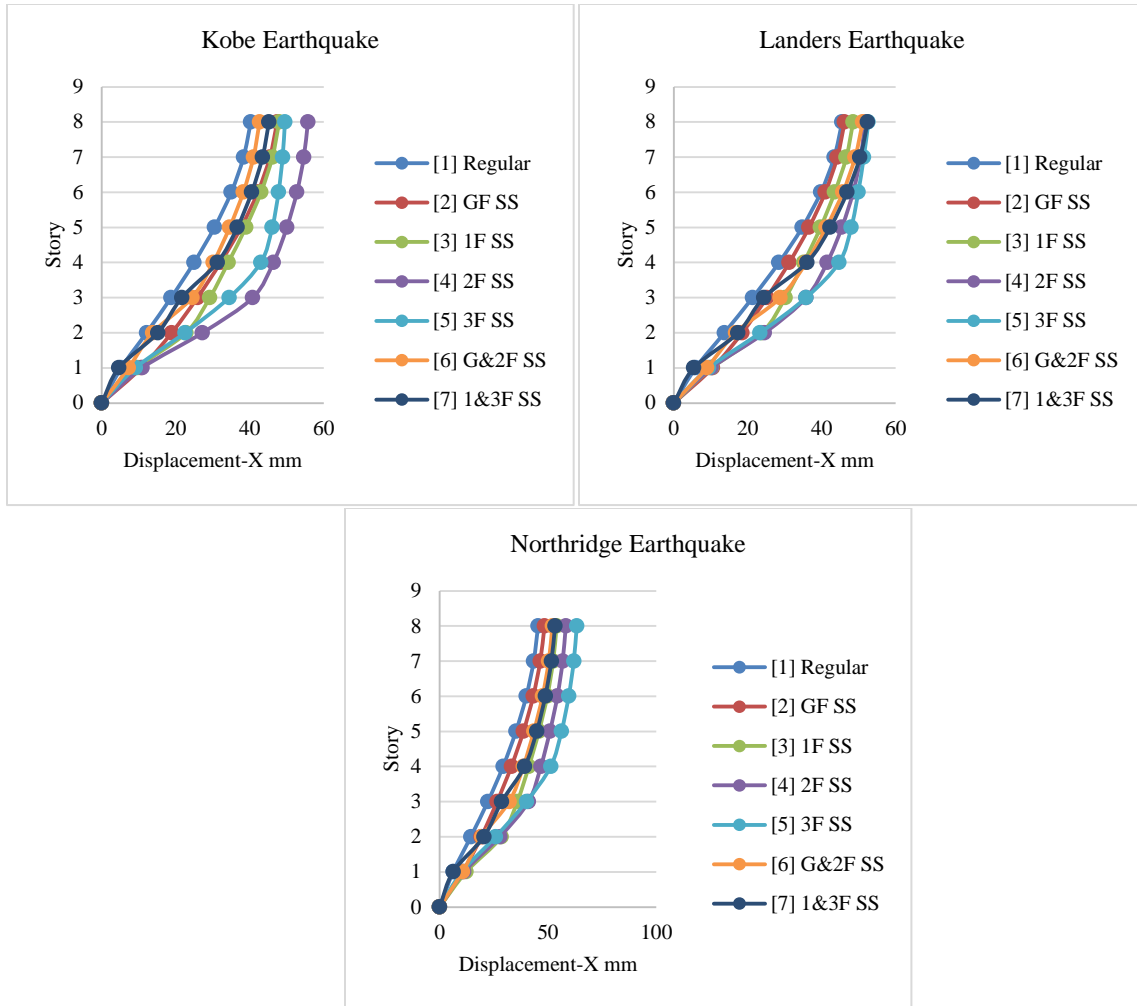 Kobe Earthquake
9
8
7
6
5
4
3
2
1
0
Story
0 20 40 60
Displacement-X mm
[1] Regular
[2] GF SS
[3] 1F SS
[4] 2F SS
[5] 3F SS
[6] G&2F SS
[7] 1&3F SS
Landers Earthquake
9
8
7
6
5
4
3
2
1
0
Story
0 20 40 60
Displacement-X mm
[1] Regular
[2] GF SS
[3] 1F SS
[4] 2F SS
[5] 3F SS
[6] G&2F SS
[7] 1&3F SS
Northridge Earthquake
9
8
7
6
5
4
3
2
1
0
Story
0 50 100
Displacement-X mm
[1] Regular
[2] GF SS
[3] 1F SS
[4] 2F SS
[5] 3F SS
[6] G&2F SS
[7] 1&3F SS